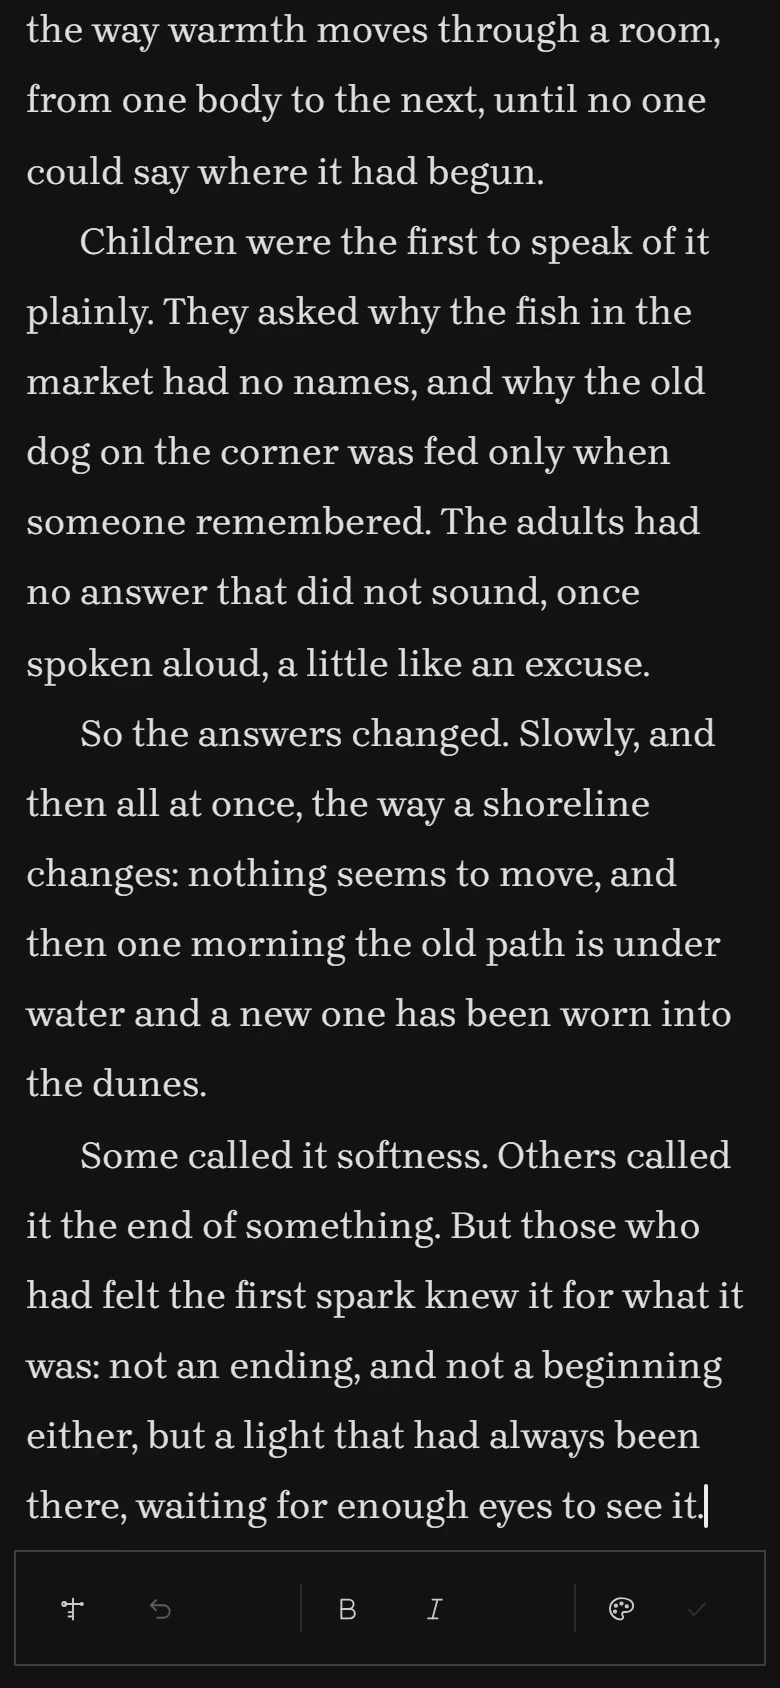 the way warmth moves through a room,
from one body to the next, until no one
could say where it had begun.
Children were the first to speak of it
plainly. They asked why the fish in the
market had no names, and why the old
dog on the corner was fed only when
someone remembered. The adults had
no answer that did not sound, once
spoken aloud, a little like an excuse.
So the answers changed. Slowly, and
then all at once, the way a shoreline
changes: nothing seems to move, and
then one morning the old path is under
water and a new one has been worn into
the dunes.
Some called it softness. Others called
it the end of something. But those who
had felt the first spark knew it for what it
was: not an ending, and not a beginning
either, but a light that had always been
there, waiting for enough eyes to see it.
B I